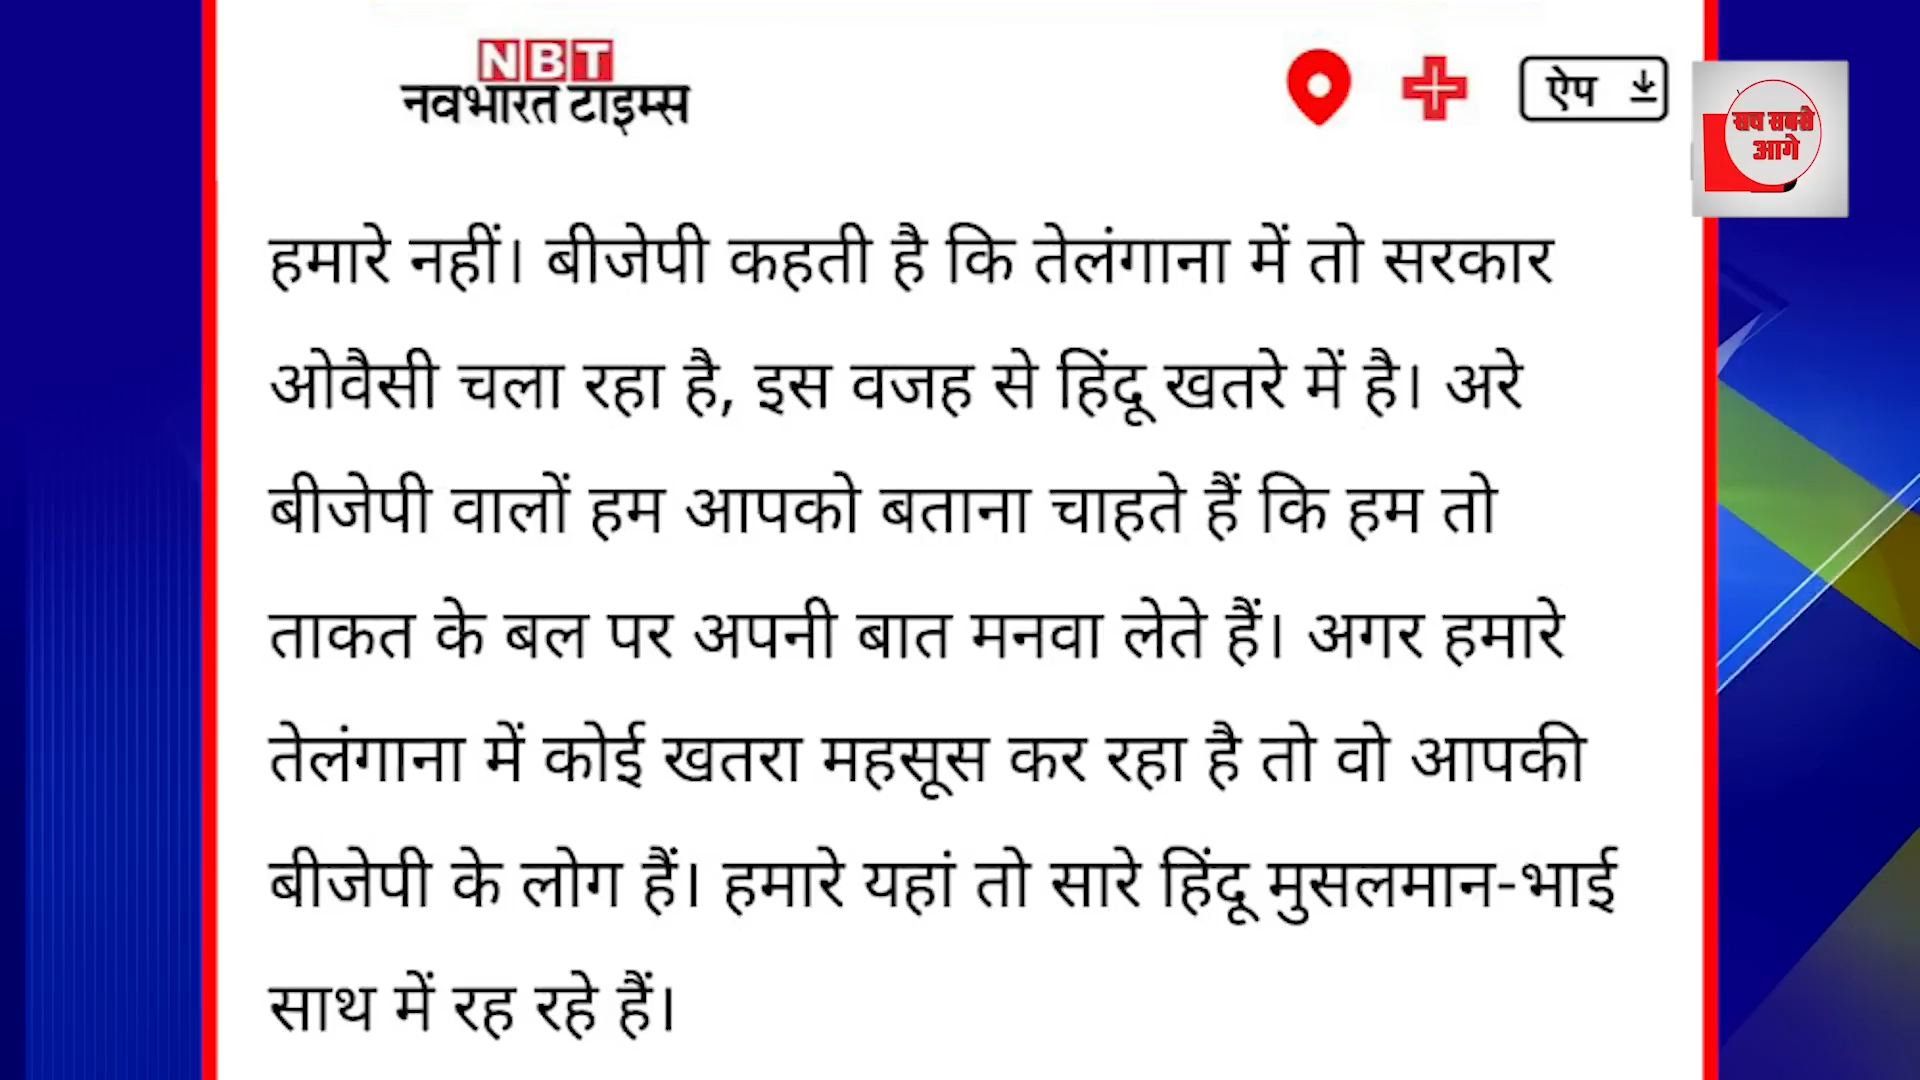 NBT
नवभारत टाइम्स
ऐप
सच सबसे
आगे
हमारे नहीं। बीजेपी कहती है कि तेलंगाना में तो सरकार
ओवैसी चला रहा है, इस वजह से हिंदू खतरे में है। अरे
बीजेपी वालों हम आपको बताना चाहते हैं कि हम तो
ताकत के बल पर अपनी बात मनवा लेते हैं। अगर हमारे
तेलंगाना में कोई खतरा महसूस कर रहा है तो वो आपकी
बीजेपी के लोग हैं। हमारे यहां तो सारे हिंदू मुसलमान-भाई
साथ में रह रहे हैं।